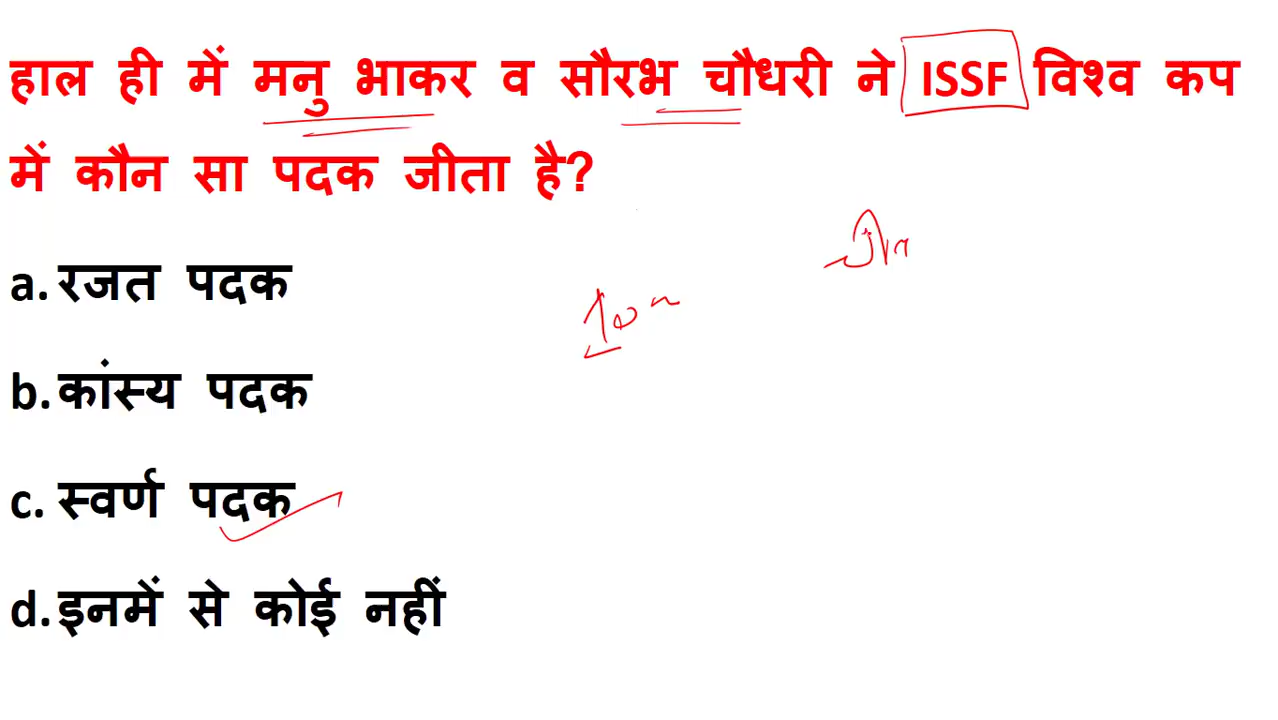 हाल ही में मनु भाकर व सौरभ चौधरी ने ISSF विश्व कप
में कौन सा पदक जीता है?
a. रजत पदक
b. कांस्य पदक
c. स्वर्ण पदक
d. इनमें से कोई नहीं